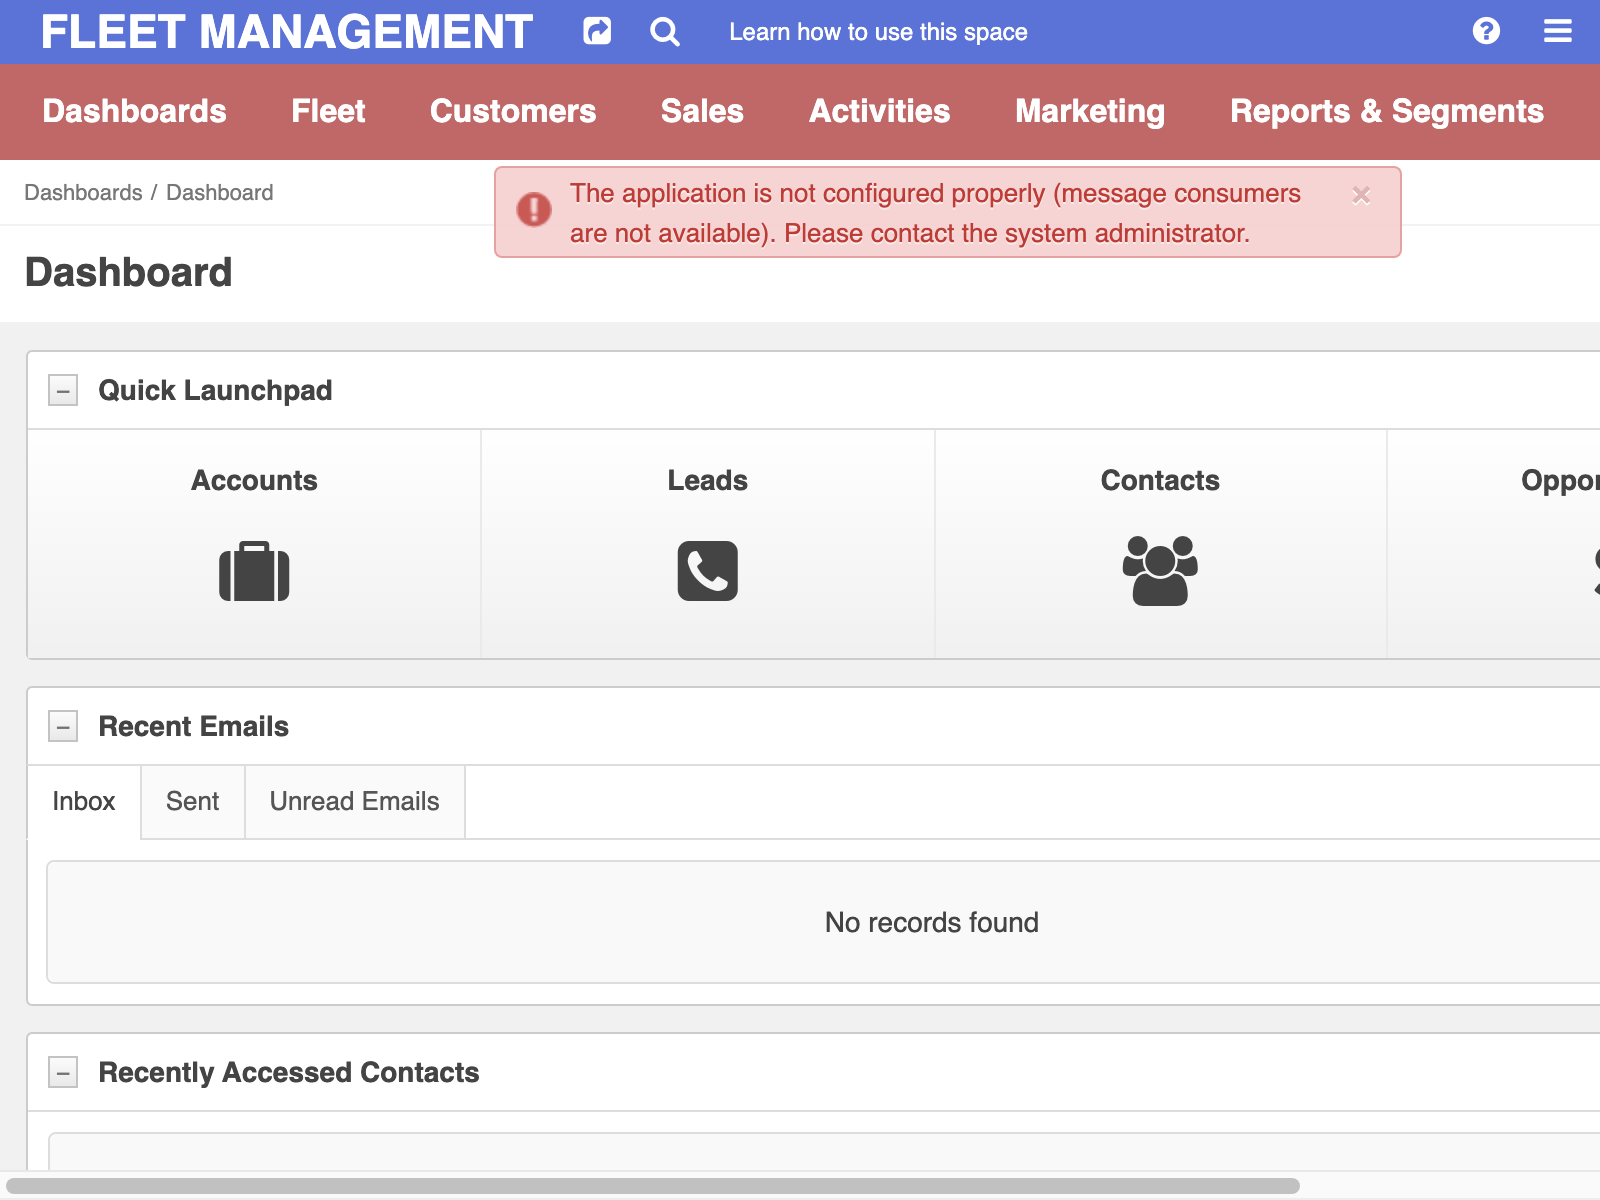 FLEET MANAGEMENT
Learn how to use this space
Dashboards
Fleet
Customers
Sales
Activities
Marketing
Reports & Segments
Dashboards / Dashboard
The application is not configured properly (message consumers
are not available). Please contact the system administrator.
Dashboard
Quick Launchpad
Accounts
Leads
Contacts
Recent Emails
Inbox
Sent
Unread Emails
No records found
Recently Accessed Contacts